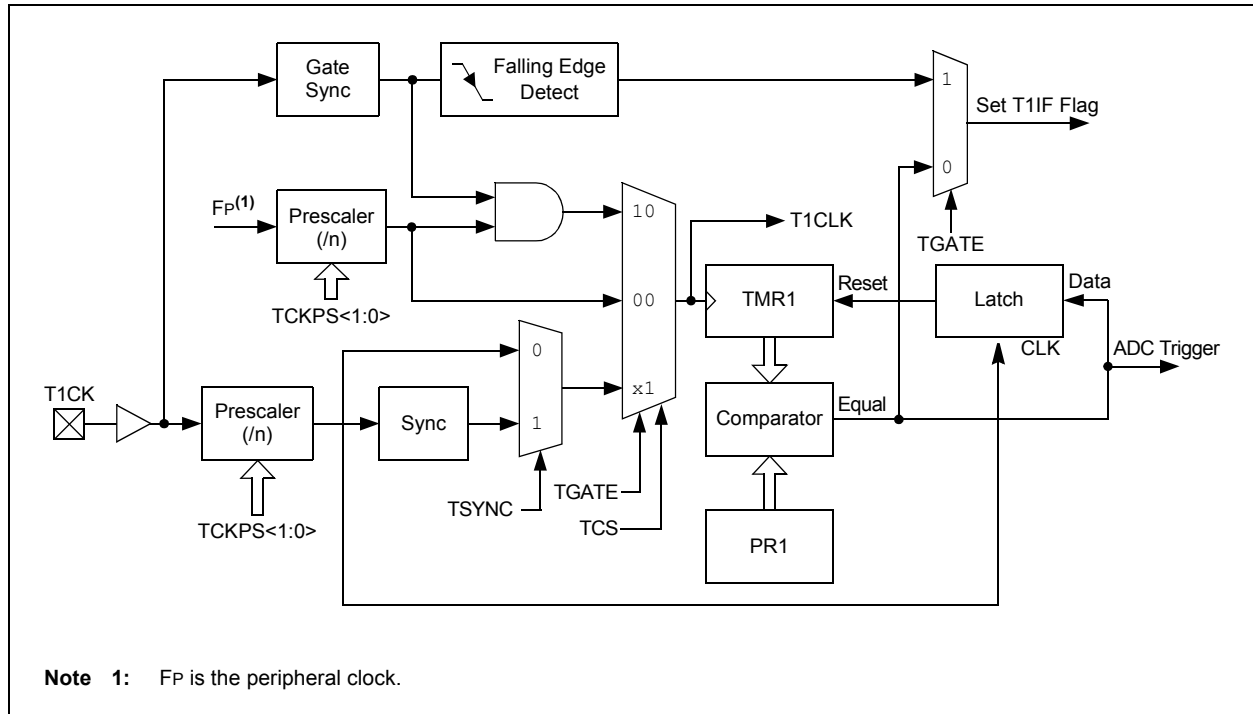 Gate
Sync
Falling Edge
Detect
1
Set T1IF Flag
0
TGATE
FP(1)
Prescaler
(/n)
TCKPS<1:0>
10
00
x1
T1CLK
TMR1
Reset
Latch
Data
CLK
ADC Trigger
T1CK
Prescaler
(/n)
TCKPS<1:0>
Sync
0
1
TSYNC
TGATE
TCS
Comparator
Equal
PR1
Note 1: FP is the peripheral clock.